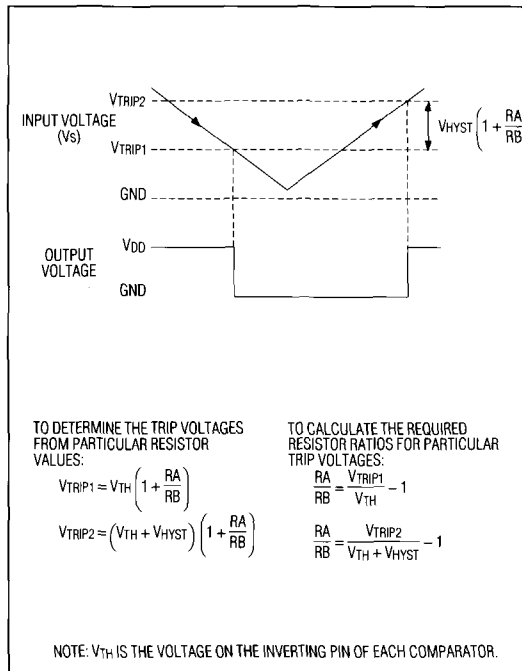 VTRIP2
INPUT VOLTAGE
(Vs)
VTRIP1
GND
VHYST (1 + RA/RB
OUTPUT
VOLTAGE
VDD
GND
TO DETERMINE THE TRIP VOLTAGES
FROM PARTICULAR RESISTOR
VALUES:
VTRIP1 = VTH (1 + RA/RB)
VTRIP2 = (VTH + VHYST) (1 + RA/RB)
TO CALCULATE THE REQUIRED
RESISTOR RATIOS FOR PARTICULAR
TRIP VOLTAGES:
RA/RB = VTRIP1/VTH - 1
RA/RB = VTRIP2/VTH + VHYST - 1
NOTE: VTH IS THE VOLTAGE ON THE INVERTING PIN OF EACH COMPARATOR.